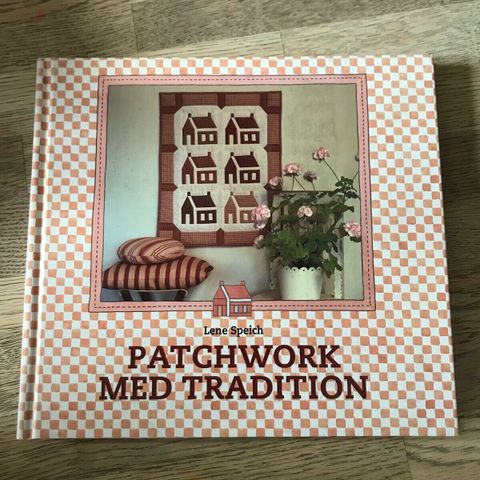 Lene Speich
PATCHWORK
MED TRADITION